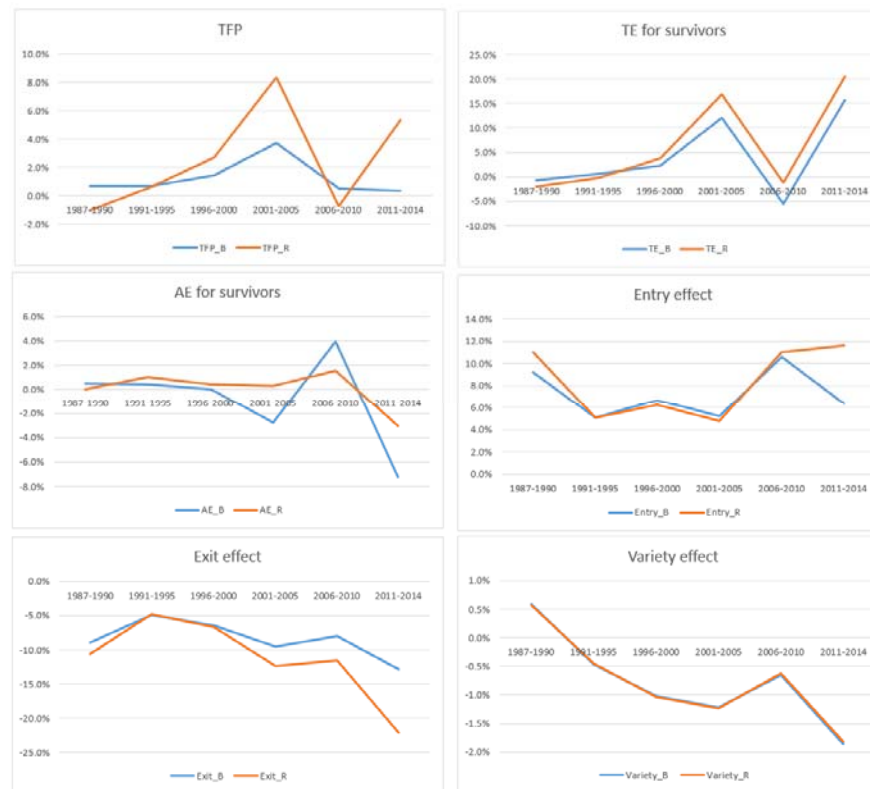 TFP
10.0%
8.0%
6.0%
4.0%
2.0%
0.0%
-2.0%
1987-1990 1991-1995 1996-2000 2001-2005 2006-2010 2011-2014
TFP_B TFP_R
TE for survivors
25.0%
20.0%
15.0%
10.0%
5.0%
0.0%
-5.0%
-10.0%
1987-1990 1991-1995 1996-2000 2001-2005 2006-2010 2011-2014
TE_B TE_R
AE for survivors
6.0%
4.0%
2.0%
0.0%
-2.0%
-4.0%
-6.0%
-8.0%
1987-1990 1991-1995 1996-2000 2001-2005 2006-2010 2011-2014
AE_B AE_R
Entry effect
14.0%
12.0%
10.0%
8.0%
6.0%
4.0%
2.0%
0.0%
1987-1990 1991-1995 1996-2000 2001-2005 2006-2010 2011-2014
Entry_B Entry_R
Exit effect
0.0%
-5.0%
-10.0%
-15.0%
-20.0%
-25.0%
1987-1990 1991-1995 1996-2000 2001-2005 2006-2010 2011-2014
Exit_B Exit_R
Variety effect
1.0%
0.5%
0.0%
-0.5%
-1.0%
-1.5%
-2.0%
1987-1990 1991-1995 1996-2000 2001-2005 2006-2010 2011-2014
Variety_B Variety_R